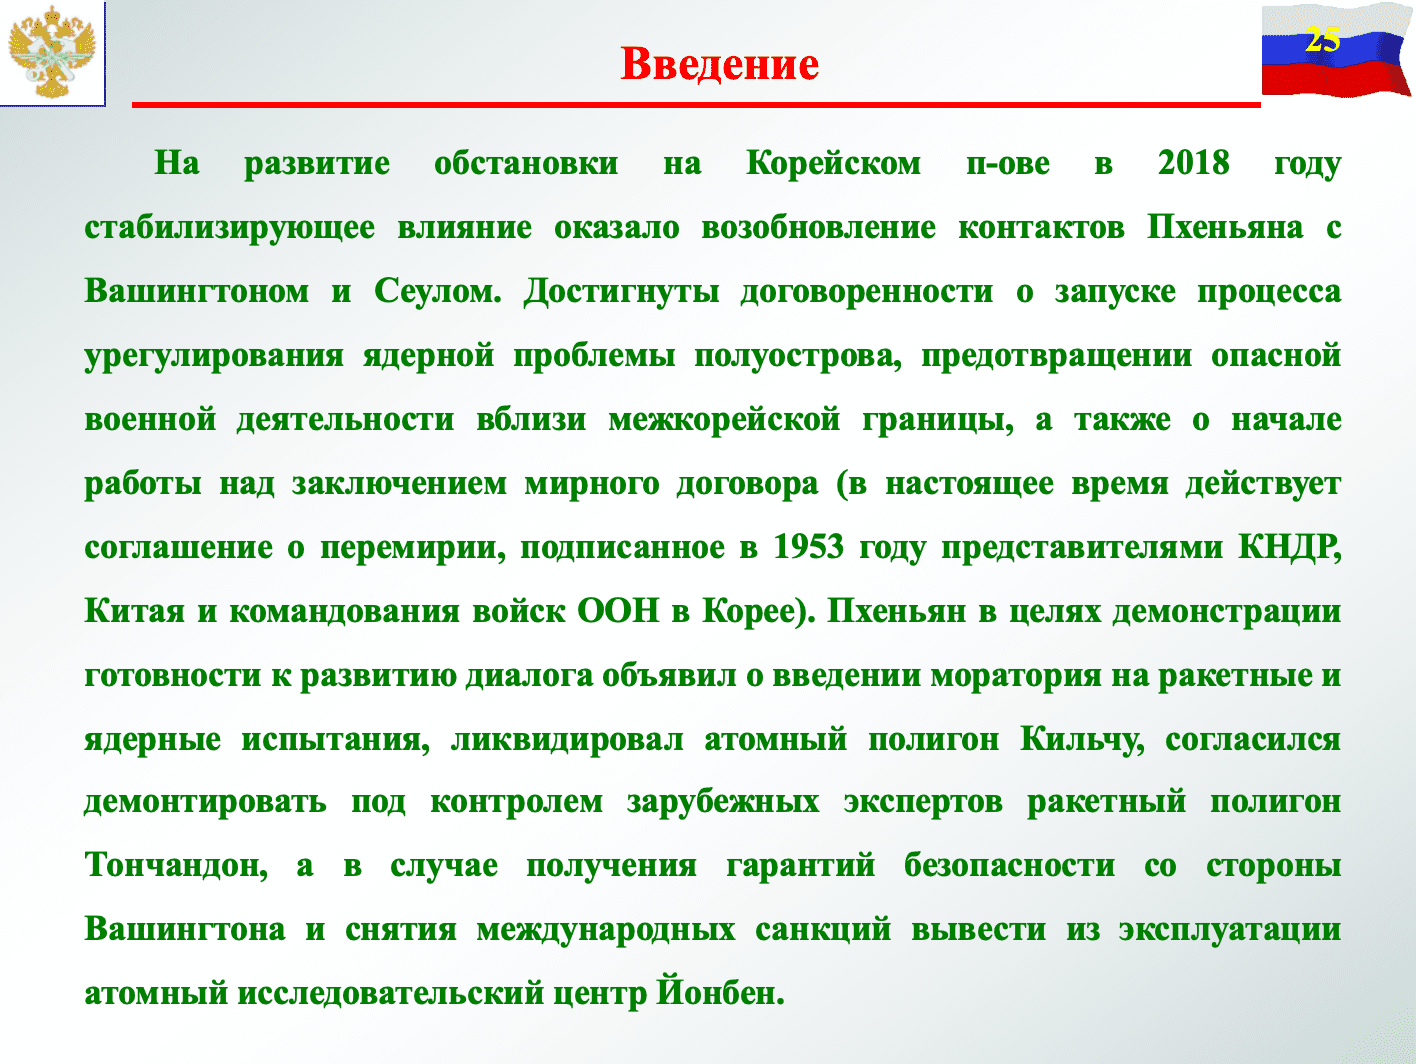 25
Введение
На развитие обстановки на Корейском п-ове в 2018 году
стабилизирующее влияние оказало возобновление контактов Пхеньяна с
Вашингтоном и Сеулом. Достигнуты договоренности о запуске процесса
урегулирования ядерной проблемы полуострова, предотвращении опасной
военной деятельности вблизи межкорейской границы, а также о начале
работы над заключением мирного договора (в настоящее время действует
соглашение о перемирии, подписанное в 1953 году представителями КНДР,
Китая и командования войск ООН в Корее). Пхеньян в целях демонстрации
готовности к развитию диалога объявил о введении моратория на ракетные и
ядерные испытания, ликвидировал атомный полигон Кильчу, согласился
демонтировать под контролем зарубежных экспертов ракетный полигон
Тончандон, а в случае получения гарантий безопасности со стороны
Вашингтона и снятия международных санкций вывести из эксплуатации
атомный исследовательский центр Йонбен.